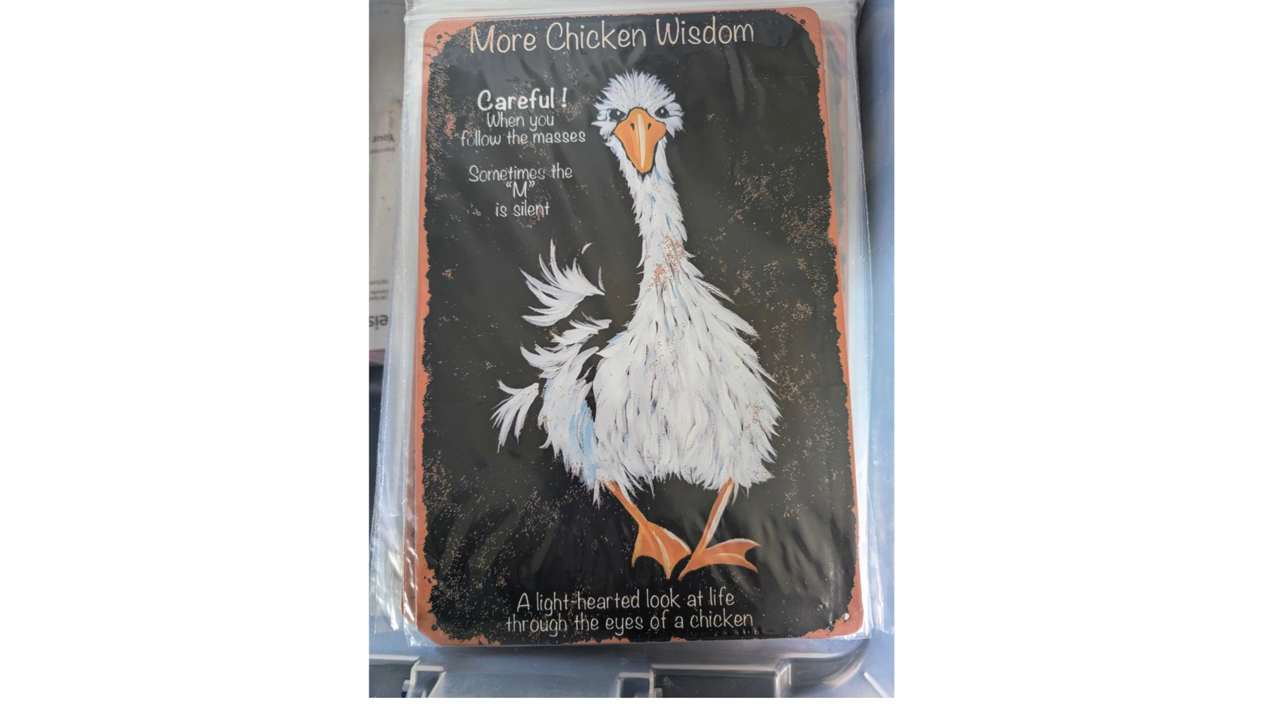 More Chicken Wisdom
Careful!
When you
follow the masses
Sometimes the
"M"
is silent
A light-hearted look at life
through the eyes of a chicken